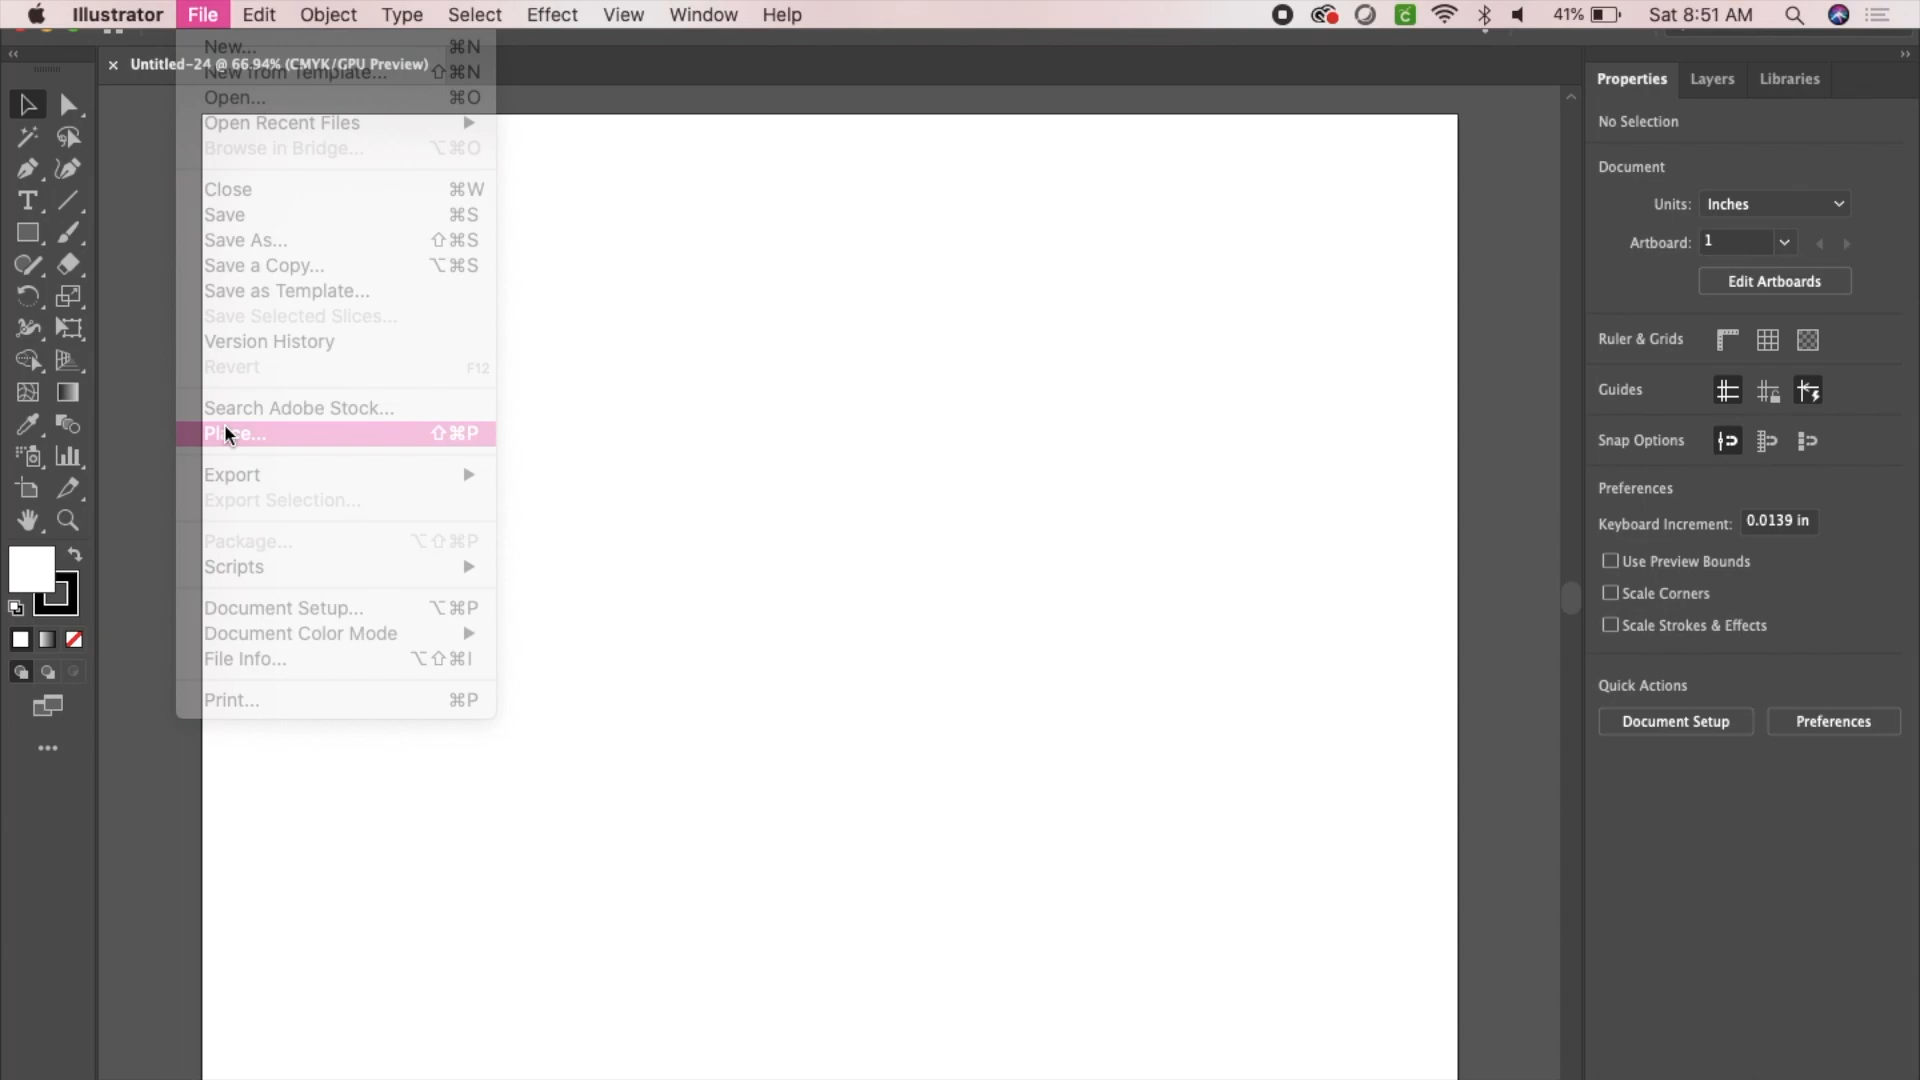 Illustrator File Edit Object Type Select Effect View Window Help 41% Sat 8:51 AM
× Untitled-24 @ 66.94% (CMYK/GPU Preview)
New... ⌘N
New from Template... ⇧⌘N
Open... ⌘O
Open Recent Files
Browse in Bridge... ⌥⌘O
Close ⌘W
Save ⌘S
Save As... ⇧⌘S
Save a Copy... ⌥⌘S
Save as Template...
Save Selected Slices...
Version History
Revert F12
Search Adobe Stock...
Place... ⇧⌘P
Export
Export Selection...
Package... ⌥⇧⌘P
Scripts
Document Setup... ⌥⌘P
Document Color Mode
File Info... ⌥⇧⌘I
Print... ⌘P
Properties Layers Libraries
No Selection
Document
Units: Inches
Artboard: 1
Edit Artboards
Ruler & Grids
Guides
Snap Options
Preferences
Keyboard Increment: 0.0139 in
Use Preview Bounds
Scale Corners
Scale Strokes & Effects
Quick Actions
Document Setup Preferences